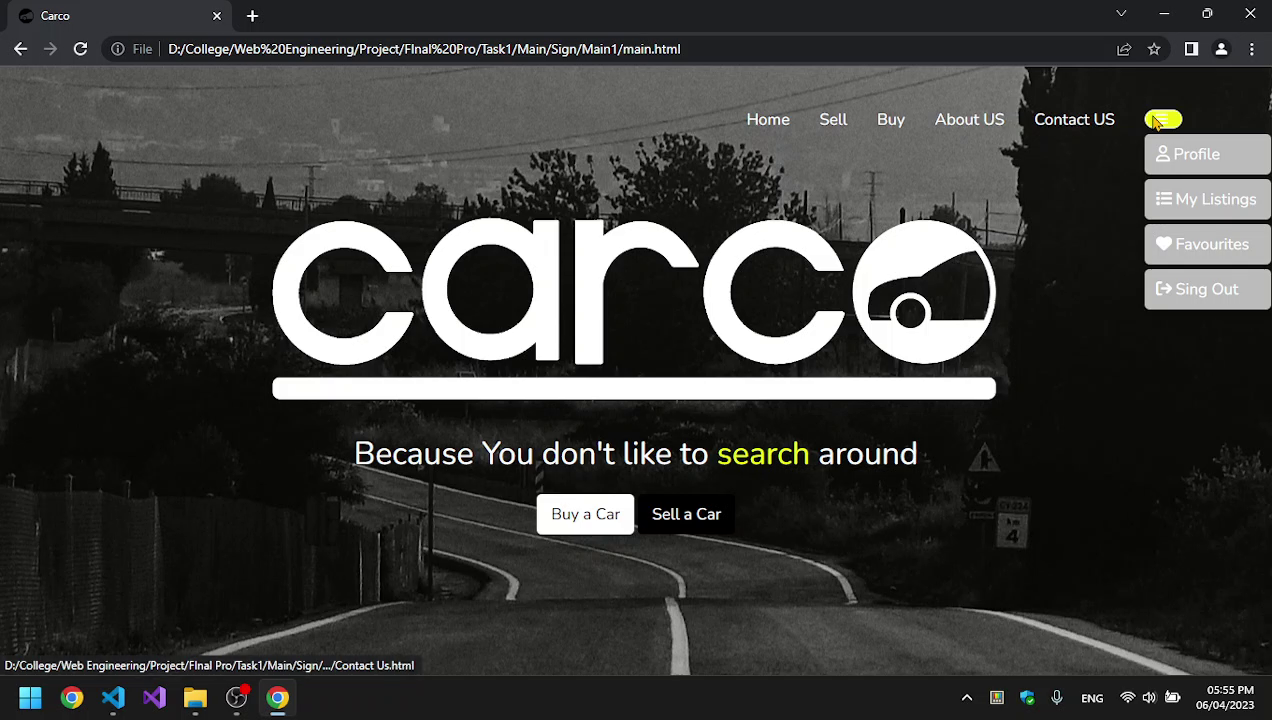 Carco
File
D:/College/Web%20Engineering/Project/FInal%20Pro/Task1/Main/Sign/Main1/main.html
Home
Sell
Buy
About US
Contact US
Profile
My Listings
Favourites
Sing Out
carco
Because You don't like to search around
Buy a Car
Sell a Car
km
4
D:/College/Web Engineering/Project/FInal Pro/Task1/Main/Sign/.../Contact Us.html
ENG
05:55 PM
06/04/2023